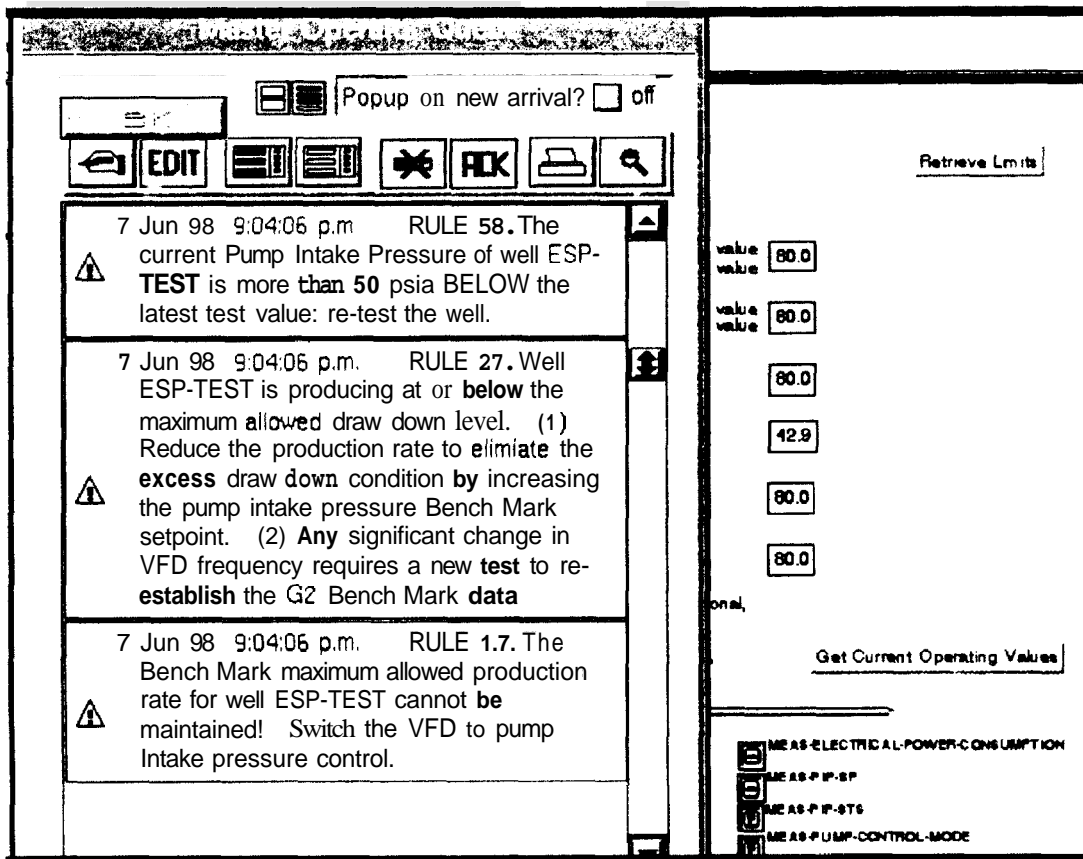 Popup on new arrival? off
OK
EDIT ACK
7 Jun 98 9:04:06 p.m RULE 58. The
current Pump Intake Pressure of well ESP-
TEST is more than 50 psia BELOW the
latest test value: re-test the well.
7 Jun 98 9:04:06 p.m. RULE 27. Well
ESP-TEST is producing at or below the
maximum allowed draw down level. (1)
Reduce the production rate to elimiate the
excess draw down condition by increasing
the pump intake pressure Bench Mark
setpoint. (2) Any significant change in
VFD frequency requires a new test to re-
establish the G2 Bench Mark data
7 Jun 98 9:04:06 p.m. RULE 1.7. The
Bench Mark maximum allowed production
rate for well ESP-TEST cannot be
maintained! Switch the VFD to pump
Intake pressure control.
Retrieve Lmits
value
value 80.0
value
value 80.0
80.0
42.9
80.0
80.0
onal,
Get Current Operating Values
MEAS-ELECTRICAL-POWER-CONSUMPTION
MEAS-PIP-SP
MEAS-PIP-STS
MEAS-PUMP-CONTROL-MODE